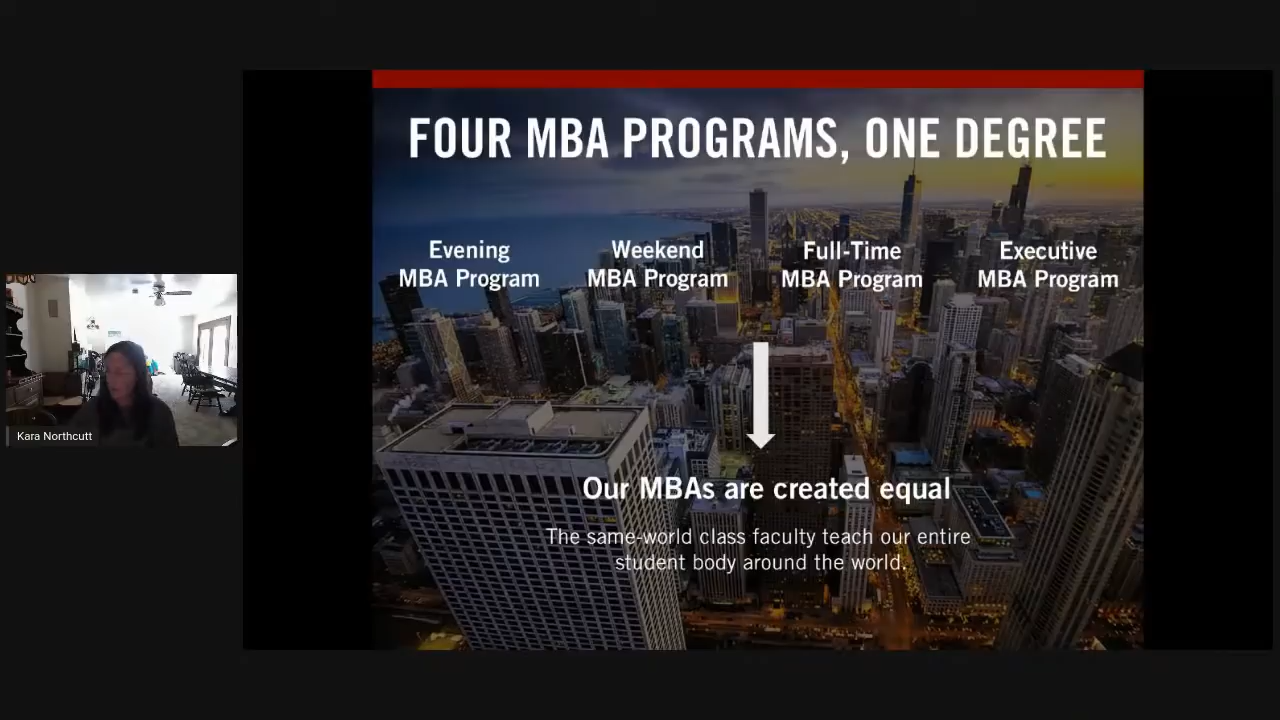 FOUR MBA PROGRAMS, ONE DEGREE
Evening
MBA Program
Weekend
MBA Program
Full-Time
MBA Program
Executive
MBA Program
Our MBAs are created equal
The same-world class faculty teach our entire
student body around the world.
Kara Northcutt